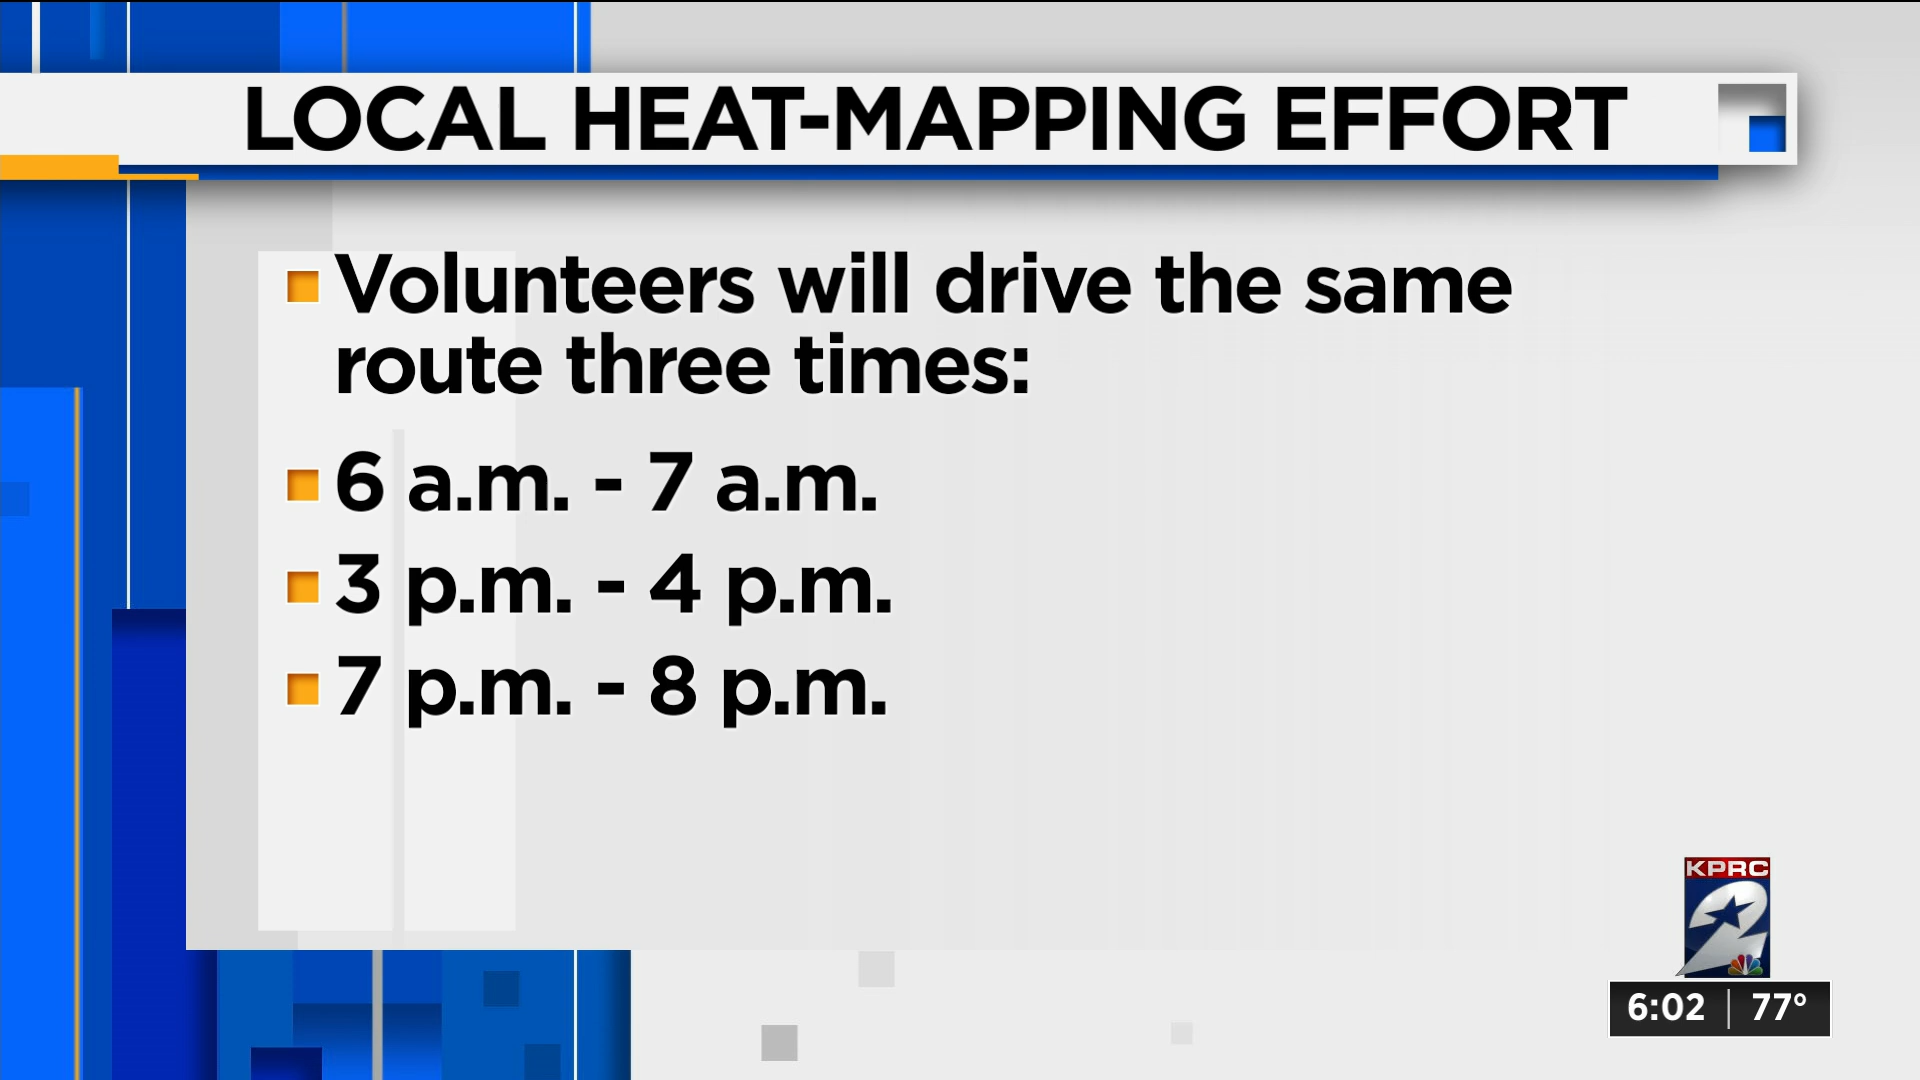 LOCAL HEAT-MAPPING EFFORT
Volunteers will drive the same
route three times:
6 a.m. - 7 a.m.
3 p.m. - 4 p.m.
7 p.m. - 8 p.m.
KPRC
2
6:02 | 77°